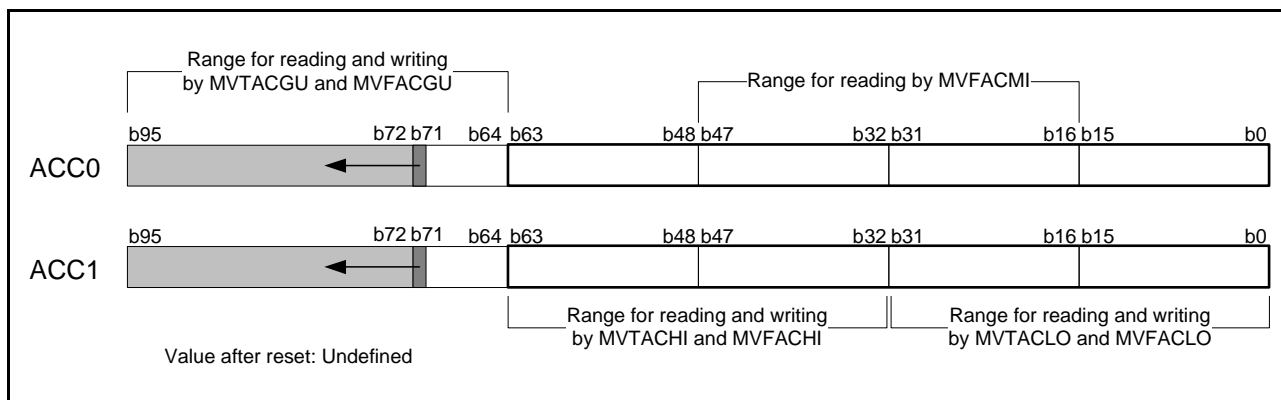 Range for reading and writing
by MVTACGU and MVFACGU
Range for reading by MVFACMI
b95 b72 b71 b64 b63 b48 b47 b32 b31 b16 b15 b0
ACC0
b95 b72 b71 b64 b63 b48 b47 b32 b31 b16 b15 b0
ACC1
Range for reading and writing
by MVTACHI and MVFACHI
Range for reading and writing
by MVTACLO and MVFACLO
Value after reset: Undefined